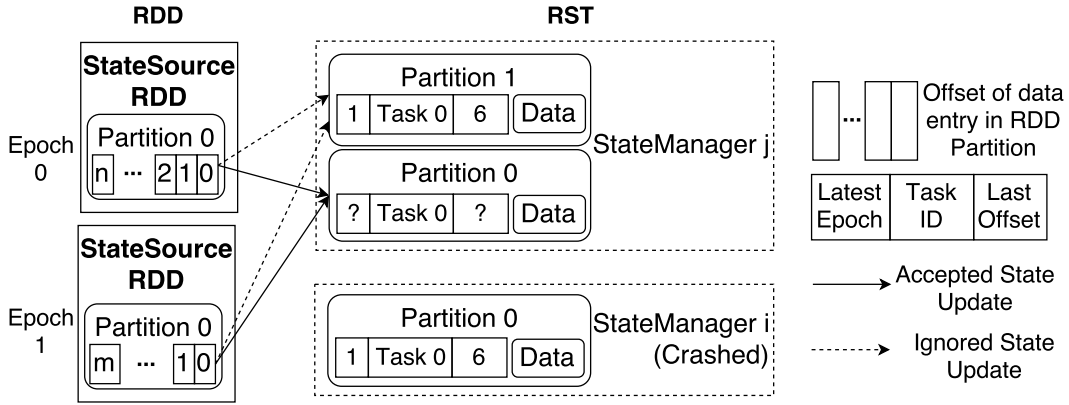 RDD
RST
StateSource
RDD
Partition 0
n ... 2 1 0
Epoch
0
StateSource
RDD
Partition 0
m ... 1 0
Epoch
1
Partition 1
1 Task 0 6 Data
Partition 0
? Task 0 ? Data
StateManager j
Partition 0
1 Task 0 6 Data
StateManager i
(Crashed)
...
Offset of data
entry in RDD
Partition
Latest
Epoch
Task
ID
Last
Offset
Accepted State
Update
Ignored State
Update